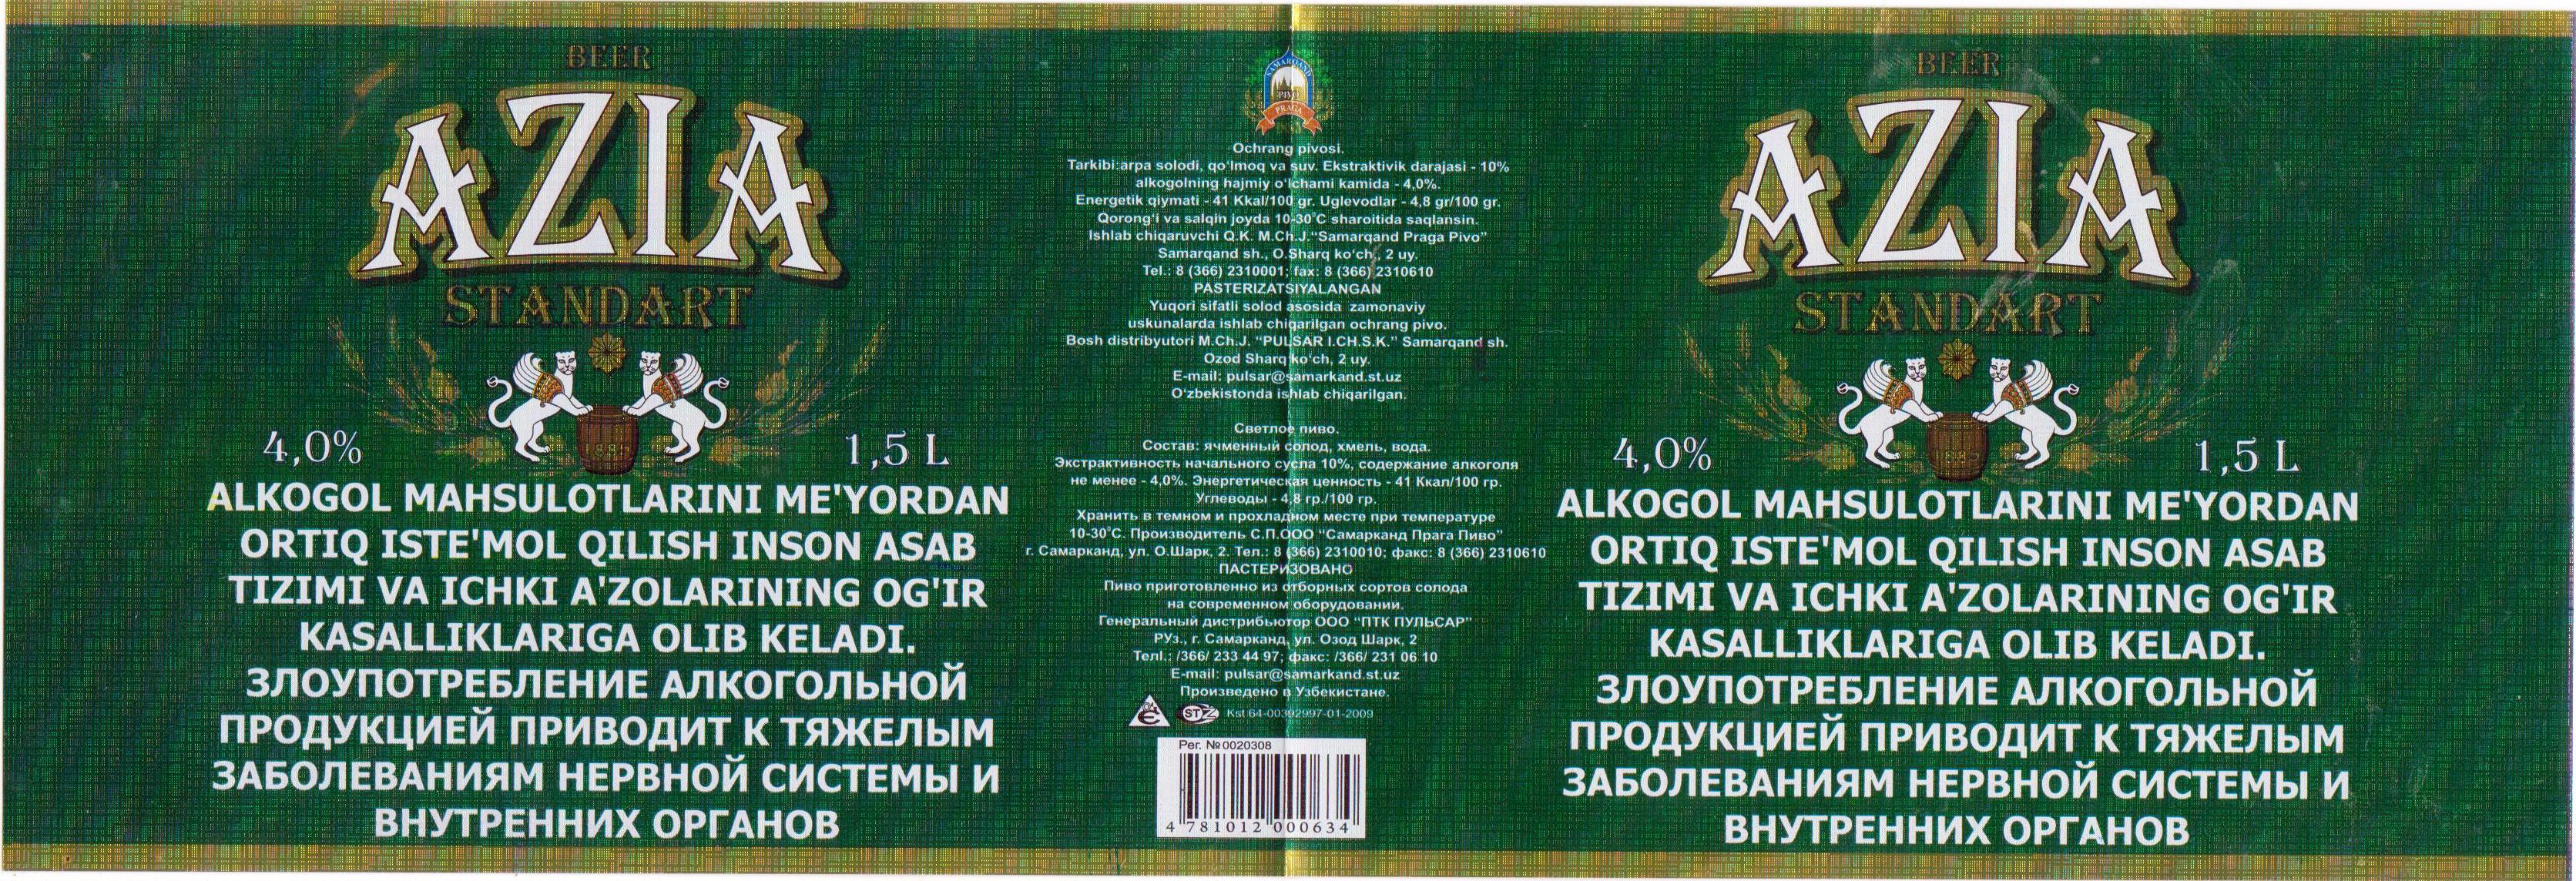 BEER
AZIA
STANDART
1885
4,0%
1,5 L
ALKOGOL MAHSULOTLARINI ME'YORDAN
ORTIQ ISTE'MOL QILISH INSON ASAB
TIZIMI VA ICHKI A'ZOLARINING OG'IR
KASALLIKLARIGA OLIB KELADI.
ЗЛОУПОТРЕБЛЕНИЕ АЛКОГОЛЬНОЙ
ПРОДУКЦИЕЙ ПРИВОДИТ К ТЯЖЕЛЫМ
ЗАБОЛЕВАНИЯМ НЕРВНОЙ СИСТЕМЫ И
ВНУТРЕННИХ ОРГАНОВ
SAMARQAND
PIVO
PRAGA
Ochrang pivosi.
Tarkibi:arpa solodi, qo‘lmoq va suv. Ekstraktivik darajasi - 10%
alkogolning hajmiy o‘lchami kamida - 4,0%.
Energetik qiymati - 41 Kkal/100 gr. Uglevodlar - 4,8 gr/100 gr.
Qorong‘i va salqin joyda 10-30°C sharoitida saqlansin.
Ishlab chiqaruvchi Q.K. M.Ch.J."Samarqand Praga Pivo"
Samarqand sh., O.Sharq ko‘ch, 2 uy.
Tel.: 8 (366) 2310001; fax: 8 (366) 2310610
PASTERIZATSIYALANGAN
Yuqori sifatli solod asosida zamonaviy
uskunalarda ishlab chiqarilgan ochrang pivo.
Bosh distribyutori M.Ch.J. "PULSAR I.CH.S.K." Samarqand sh.
Ozod Sharq ko‘ch, 2 uy.
E-mail: pulsar@samarkand.st.uz
O‘zbekistonda ishlab chiqarilgan.
Светлое пиво.
Состав: ячменный солод, хмель, вода.
Экстрактивность начального сусла 10%, содержание алкоголя
не менее - 4,0%. Энергетическая ценность - 41 Ккал/100 гр.
Углеводы - 4,8 гр./100 гр.
Хранить в темном и прохладном месте при температуре
10-30°С. Производитель С.П.ООО "Самарканд Прага Пиво"
г. Самарканд, ул. О.Шарк, 2. Тел.: 8 (366) 2310010; факс: 8 (366) 2310610
ПАСТЕРИЗОВАНО
Пиво приготовленно из отборных сортов солода
на современном оборудовании.
Генеральный дистрибьютор ООО "ПТК ПУЛЬСАР"
РУз., г. Самарканд, ул. Озод Шарк, 2
Тел.: /366/ 233 44 97; факс: /366/ 231 06 10
E-mail: pulsar@samarkand.st.uz
Произведено в Узбекистане.
STZ Kst 64-00392997-01-2009
Рег. №0020308
4 781012 000634
BEER
AZIA
STANDART
1885
4,0%
1,5 L
ALKOGOL MAHSULOTLARINI ME'YORDAN
ORTIQ ISTE'MOL QILISH INSON ASAB
TIZIMI VA ICHKI A'ZOLARINING OG'IR
KASALLIKLARIGA OLIB KELADI.
ЗЛОУПОТРЕБЛЕНИЕ АЛКОГОЛЬНОЙ
ПРОДУКЦИЕЙ ПРИВОДИТ К ТЯЖЕЛЫМ
ЗАБОЛЕВАНИЯМ НЕРВНОЙ СИСТЕМЫ И
ВНУТРЕННИХ ОРГАНОВ